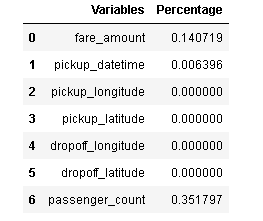 Variables Percentage
0 fare_amount 0.140719
1 pickup_datetime 0.006396
2 pickup_longitude 0.000000
3 pickup_latitude 0.000000
4 dropoff_longitude 0.000000
5 dropoff_latitude 0.000000
6 passenger_count 0.351797